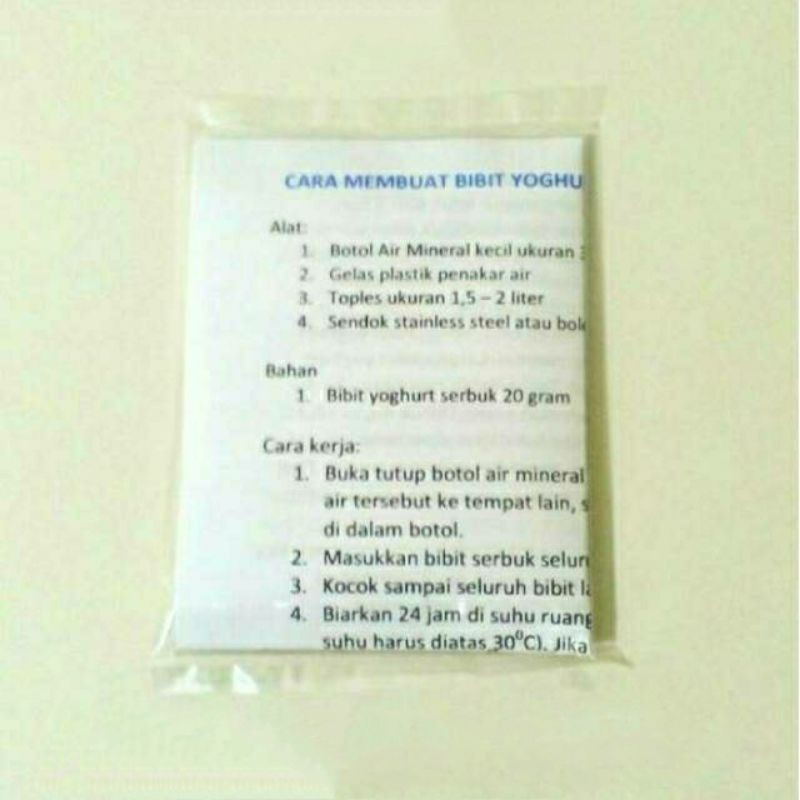 CARA MEMBUAT BIBIT YOGHU
Alat:
1. Botol Air Mineral kecil ukuran
2. Gelas plastik penakar air
3. Toples ukuran 1,5 – 2 liter
4. Sendok stainless steel atau
Bahan
1. Bibit yoghurt serbuk 20 gram
Cara kerja:
1. Buka tutup botol air mineral
air tersebut ke tempat lain,
di dalam botol.
2. Masukkan bibit serbuk selur
3. Kocok sampai seluruh bibit
4. Biarkan 24 jam di suhu ruang
suhu harus diatas 30⁰C). Jika